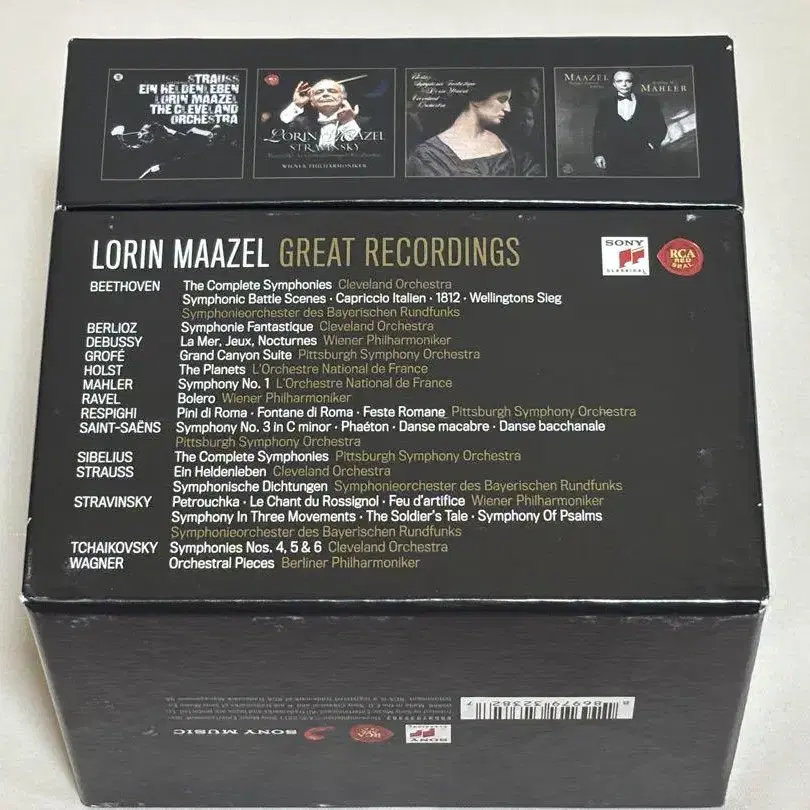 STRAUSS
EIN HELDENLEBEN
LORIN MAAZEL
THE CLEVELAND
ORCHESTRA
LORIN MAAZEL
STRAVINSKY
WIENER PHILHARMONIKER
MAAZEL
MAHLER
LORIN MAAZEL GREAT RECORDINGS
SONY
CLASSICAL
RCA
RED
SEAL
BEETHOVEN The Complete Symphonies Cleveland Orchestra
Symphonic Battle Scenes · Capriccio Italien · 1812 · Wellingtons Sieg
Symphonieorchester des Bayerischen Rundfunks
BERLIOZ Symphonie Fantastique Cleveland Orchestra
DEBUSSY La Mer, Jeux, Nocturnes Wiener Philharmoniker
GROFÉ Grand Canyon Suite Pittsburgh Symphony Orchestra
HOLST The Planets L'Orchestre National de France
MAHLER Symphony No. 1 L'Orchestre National de France
RAVEL Bolero Wiener Philharmoniker
RESPIGHI Pini di Roma · Fontane di Roma · Feste Romane Pittsburgh Symphony Orchestra
SAINT-SAËNS Symphony No. 3 in C minor · Phaéton · Danse macabre · Danse bacchanale
Pittsburgh Symphony Orchestra
SIBELIUS The Complete Symphonies Pittsburgh Symphony Orchestra
STRAUSS Ein Heldenleben Cleveland Orchestra
Symphonische Dichtungen Symphonieorchester des Bayerischen Rundfunks
STRAVINSKY Petrouchka · Le Chant du Rossignol · Feu d'artifice Wiener Philharmoniker
Symphony In Three Movements · The Soldier's Tale · Symphony Of Psalms
Symphonieorchester des Bayerischen Rundfunks
TCHAIKOVSKY Symphonies Nos. 4, 5 & 6 Cleveland Orchestra
WAGNER Orchestral Pieces Berliner Philharmoniker
8 86979 32382 7
SONY MUSIC
SONY